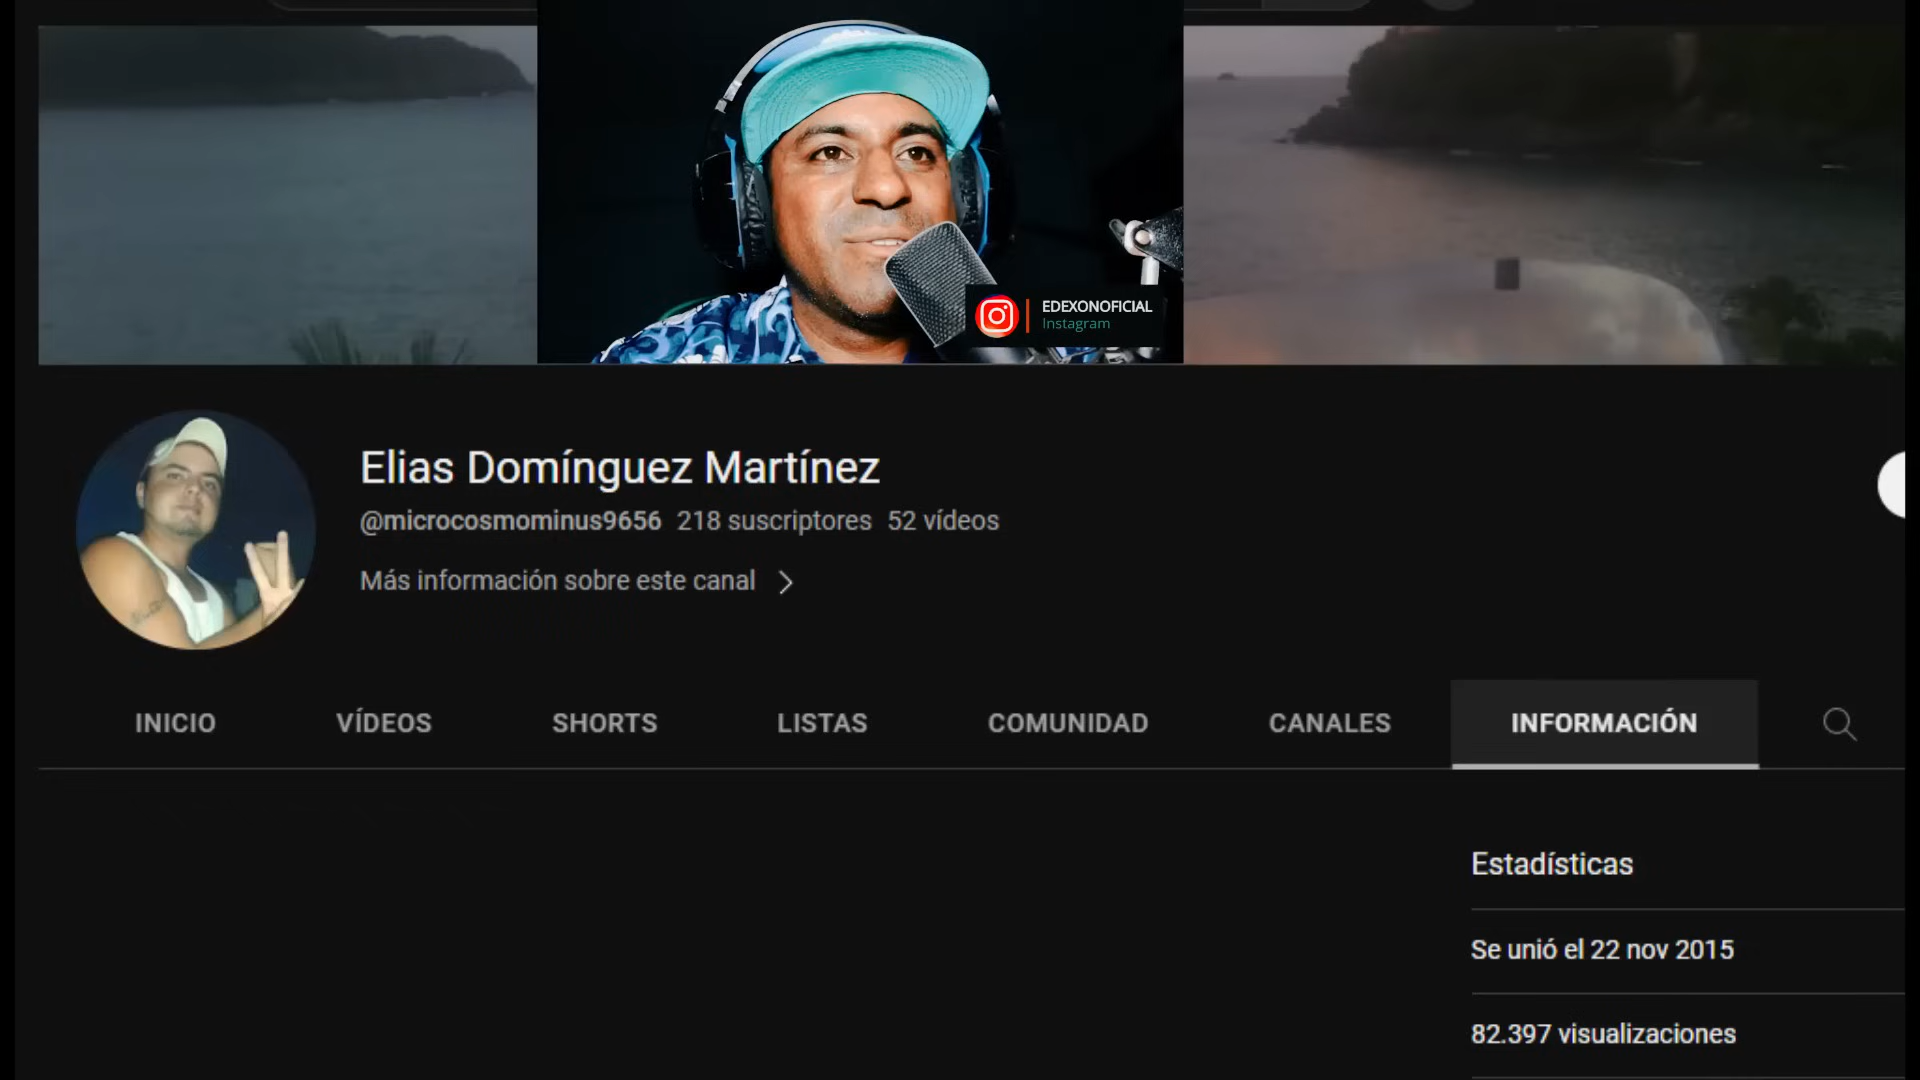 EDEXONOFICIAL
Instagram
Elias Domínguez Martínez
@microcosmominus9656 218 suscriptores 52 vídeos
Más información sobre este canal
INICIO VÍDEOS SHORTS LISTAS COMUNIDAD CANALES INFORMACIÓN
Estadísticas
Se unió el 22 nov 2015
82.397 visualizaciones